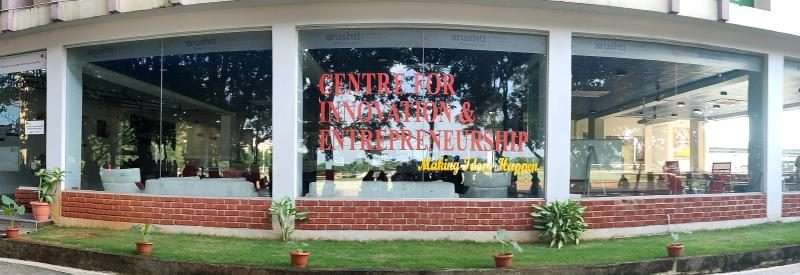 CENTRE FOR
INNOVATION &
ENTREPRENEURSHIP
Making Ideas Happen